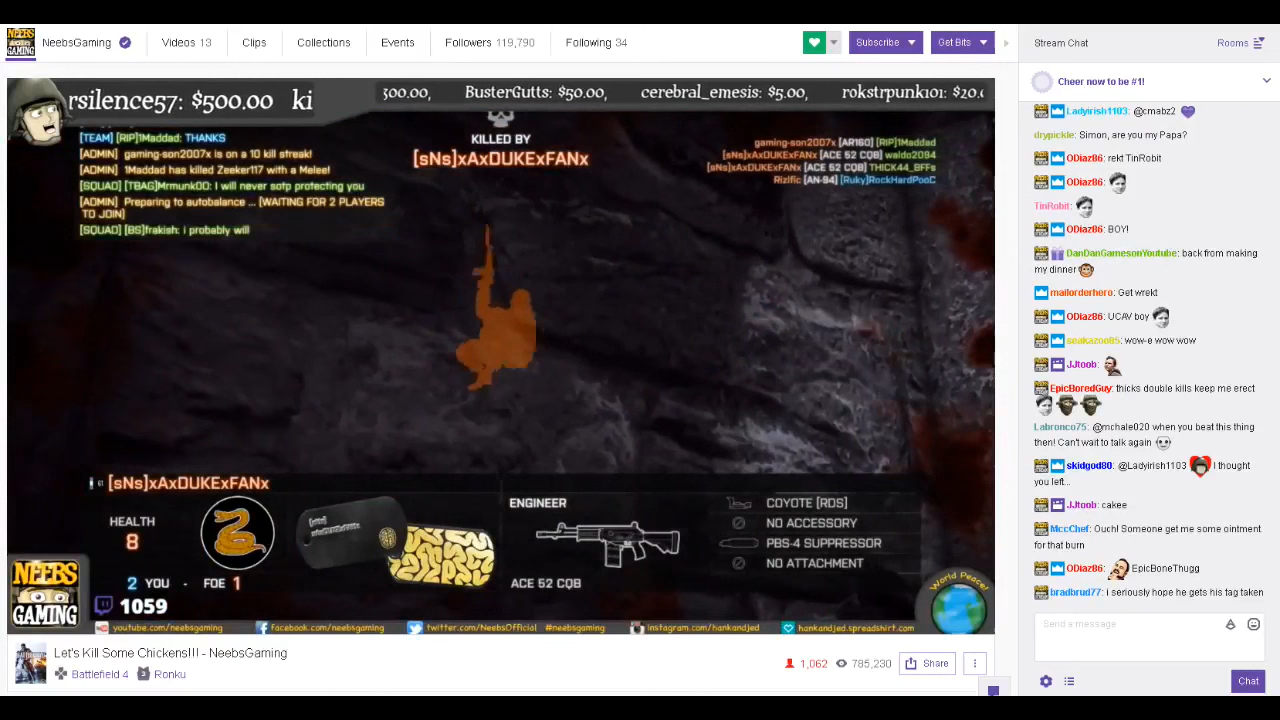 NeebsGaming
Videos 13
Clips
Collections
Events
Followers 119,790
Following 34
Subscribe
Get Bits
Stream Chat
Rooms
NEEBS
GAMING
rsilence57: $500.00 ki
300.00, BusterGutts: $50.00, cerebral_emesis: $5.00, rokstrpunk101: $20.0
[TEAM] [RIP]1Maddad: THANKS
[ADMIN] gaming-son2007x is on a 10 kill streak!
[ADMIN] 1Maddad has killed Zeeker117 with a Melee!
[SQUAD] [TBAG]Mrmunk00: I will never sotp protecting you
[ADMIN] Preparing to autobalance ... [WAITING FOR 2 PLAYERS
TO JOIN]
[SQUAD] [BS]frakish: i probably will
KILLED BY
[sNs]xAxDUKExFANx
gaming-son2007x [AR160] [RIP]1Maddad
[sNs]xAxDUKExFANx [ACE 52 CQB] waldo2094
[sNs]xAxDUKExFANx [ACE 52 CQB] THICK44_BFFs
Rizific [AN-94] [Ruky]RockHardPooC
61 [sNs]xAxDUKExFANx
HEALTH
8
2 YOU - FOE 1
ENGINEER
ACE 52 CQB
COYOTE [RDS]
NO ACCESSORY
PBS-4 SUPPRESSOR
NO ATTACHMENT
NEEBS
GAMING
1059
World Peace!
youtube.com/neebsgaming
facebook.com/neebsgaming
twitter.com/NeebsOfficial #neebsgaming
instagram.com/hankandjed
hankandjed.spreadshirt.com
Let's Kill Some Chickens!!! - NeebsGaming
Battlefield 4
Ronku
1,062
785,230
Share
Cheer now to be #1!
Ladyirish1103: @cmabz2
drypickle: Simon, are you my Papa?
ODiaz86: rekt TinRobit
ODiaz86:
TinRobit:
ODiaz86: BOY!
DanDanGamesonYoutube: back from making
my dinner
mailorderhero: Get wrekt
ODiaz86: UCAV boy
seakazoo85: wow-e wow wow
JJtoob:
EpicBoredGuy: thicks double kills keep me erect
Labronco75: @mchale020 when you beat this thing
then! Can't wait to talk again
skidgod80: @Ladyirish1103 I thought
you left...
JJtoob: cakee
MccChef: Ouch! Someone get me some ointment
for that burn
ODiaz86: EpicBoneThugg
bradbrud77: i seriously hope he gets his tag taken
Send a message
Chat